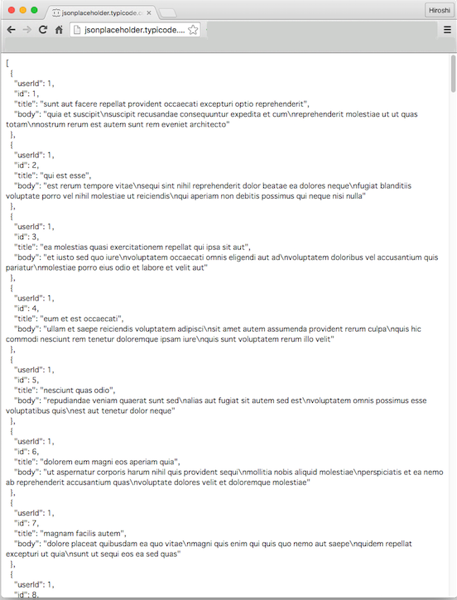 jsonplaceholder.typicode.c
Hiroshi
jsonplaceholder.typicode....
[
{
"userId": 1,
"id": 1,
"title": "sunt aut facere repellat provident occaecati excepturi optio reprehenderit",
"body": "quia et suscipit\nsuscipit recusandae consequuntur expedita et cum\nreprehenderit molestiae ut ut quas
totam\nnostrum rerum est autem sunt rem eveniet architecto"
},
{
"userId": 1,
"id": 2,
"title": "qui est esse",
"body": "est rerum tempore vitae\nsequi sint nihil reprehenderit dolor beatae ea dolores neque\nfugiat blanditiis
voluptate porro vel nihil molestiae ut reiciendis\nqui aperiam non debitis possimus qui neque nisi nulla"
},
{
"userId": 1,
"id": 3,
"title": "ea molestias quasi exercitationem repellat qui ipsa sit aut",
"body": "et iusto sed quo iure\nvoluptatem occaecati omnis eligendi aut ad\nvoluptatem doloribus vel accusantium quis
pariatur\nmolestiae porro eius odio et labore et velit aut"
},
{
"userId": 1,
"id": 4,
"title": "eum et est occaecati",
"body": "ullam et saepe reiciendis voluptatem adipisci\nsit amet autem assumenda provident rerum culpa\nquis hic
commodi nesciunt rem tenetur doloremque ipsam iure\nquis sunt voluptatem rerum illo velit"
},
{
"userId": 1,
"id": 5,
"title": "nesciunt quas odio",
"body": "repudiandae veniam quaerat sunt sed\nalias aut fugiat sit autem sed est\nvoluptatem omnis possimus esse
voluptatibus quis\nest aut tenetur dolor neque"
},
{
"userId": 1,
"id": 6,
"title": "dolorem eum magni eos aperiam quia",
"body": "ut aspernatur corporis harum nihil quis provident sequi\nmollitia nobis aliquid molestiae\nperspiciatis et ea nemo
ab reprehenderit accusantium quas\nvoluptate dolores velit et doloremque molestiae"
},
{
"userId": 1,
"id": 7,
"title": "magnam facilis autem",
"body": "dolore placeat quibusdam ea quo vitae\nmagni quis enim qui quis quo nemo aut saepe\nquidem repellat
excepturi ut quia\nsunt ut sequi eos ea sed quas"
},
{
"userId": 1,
"id": 8,